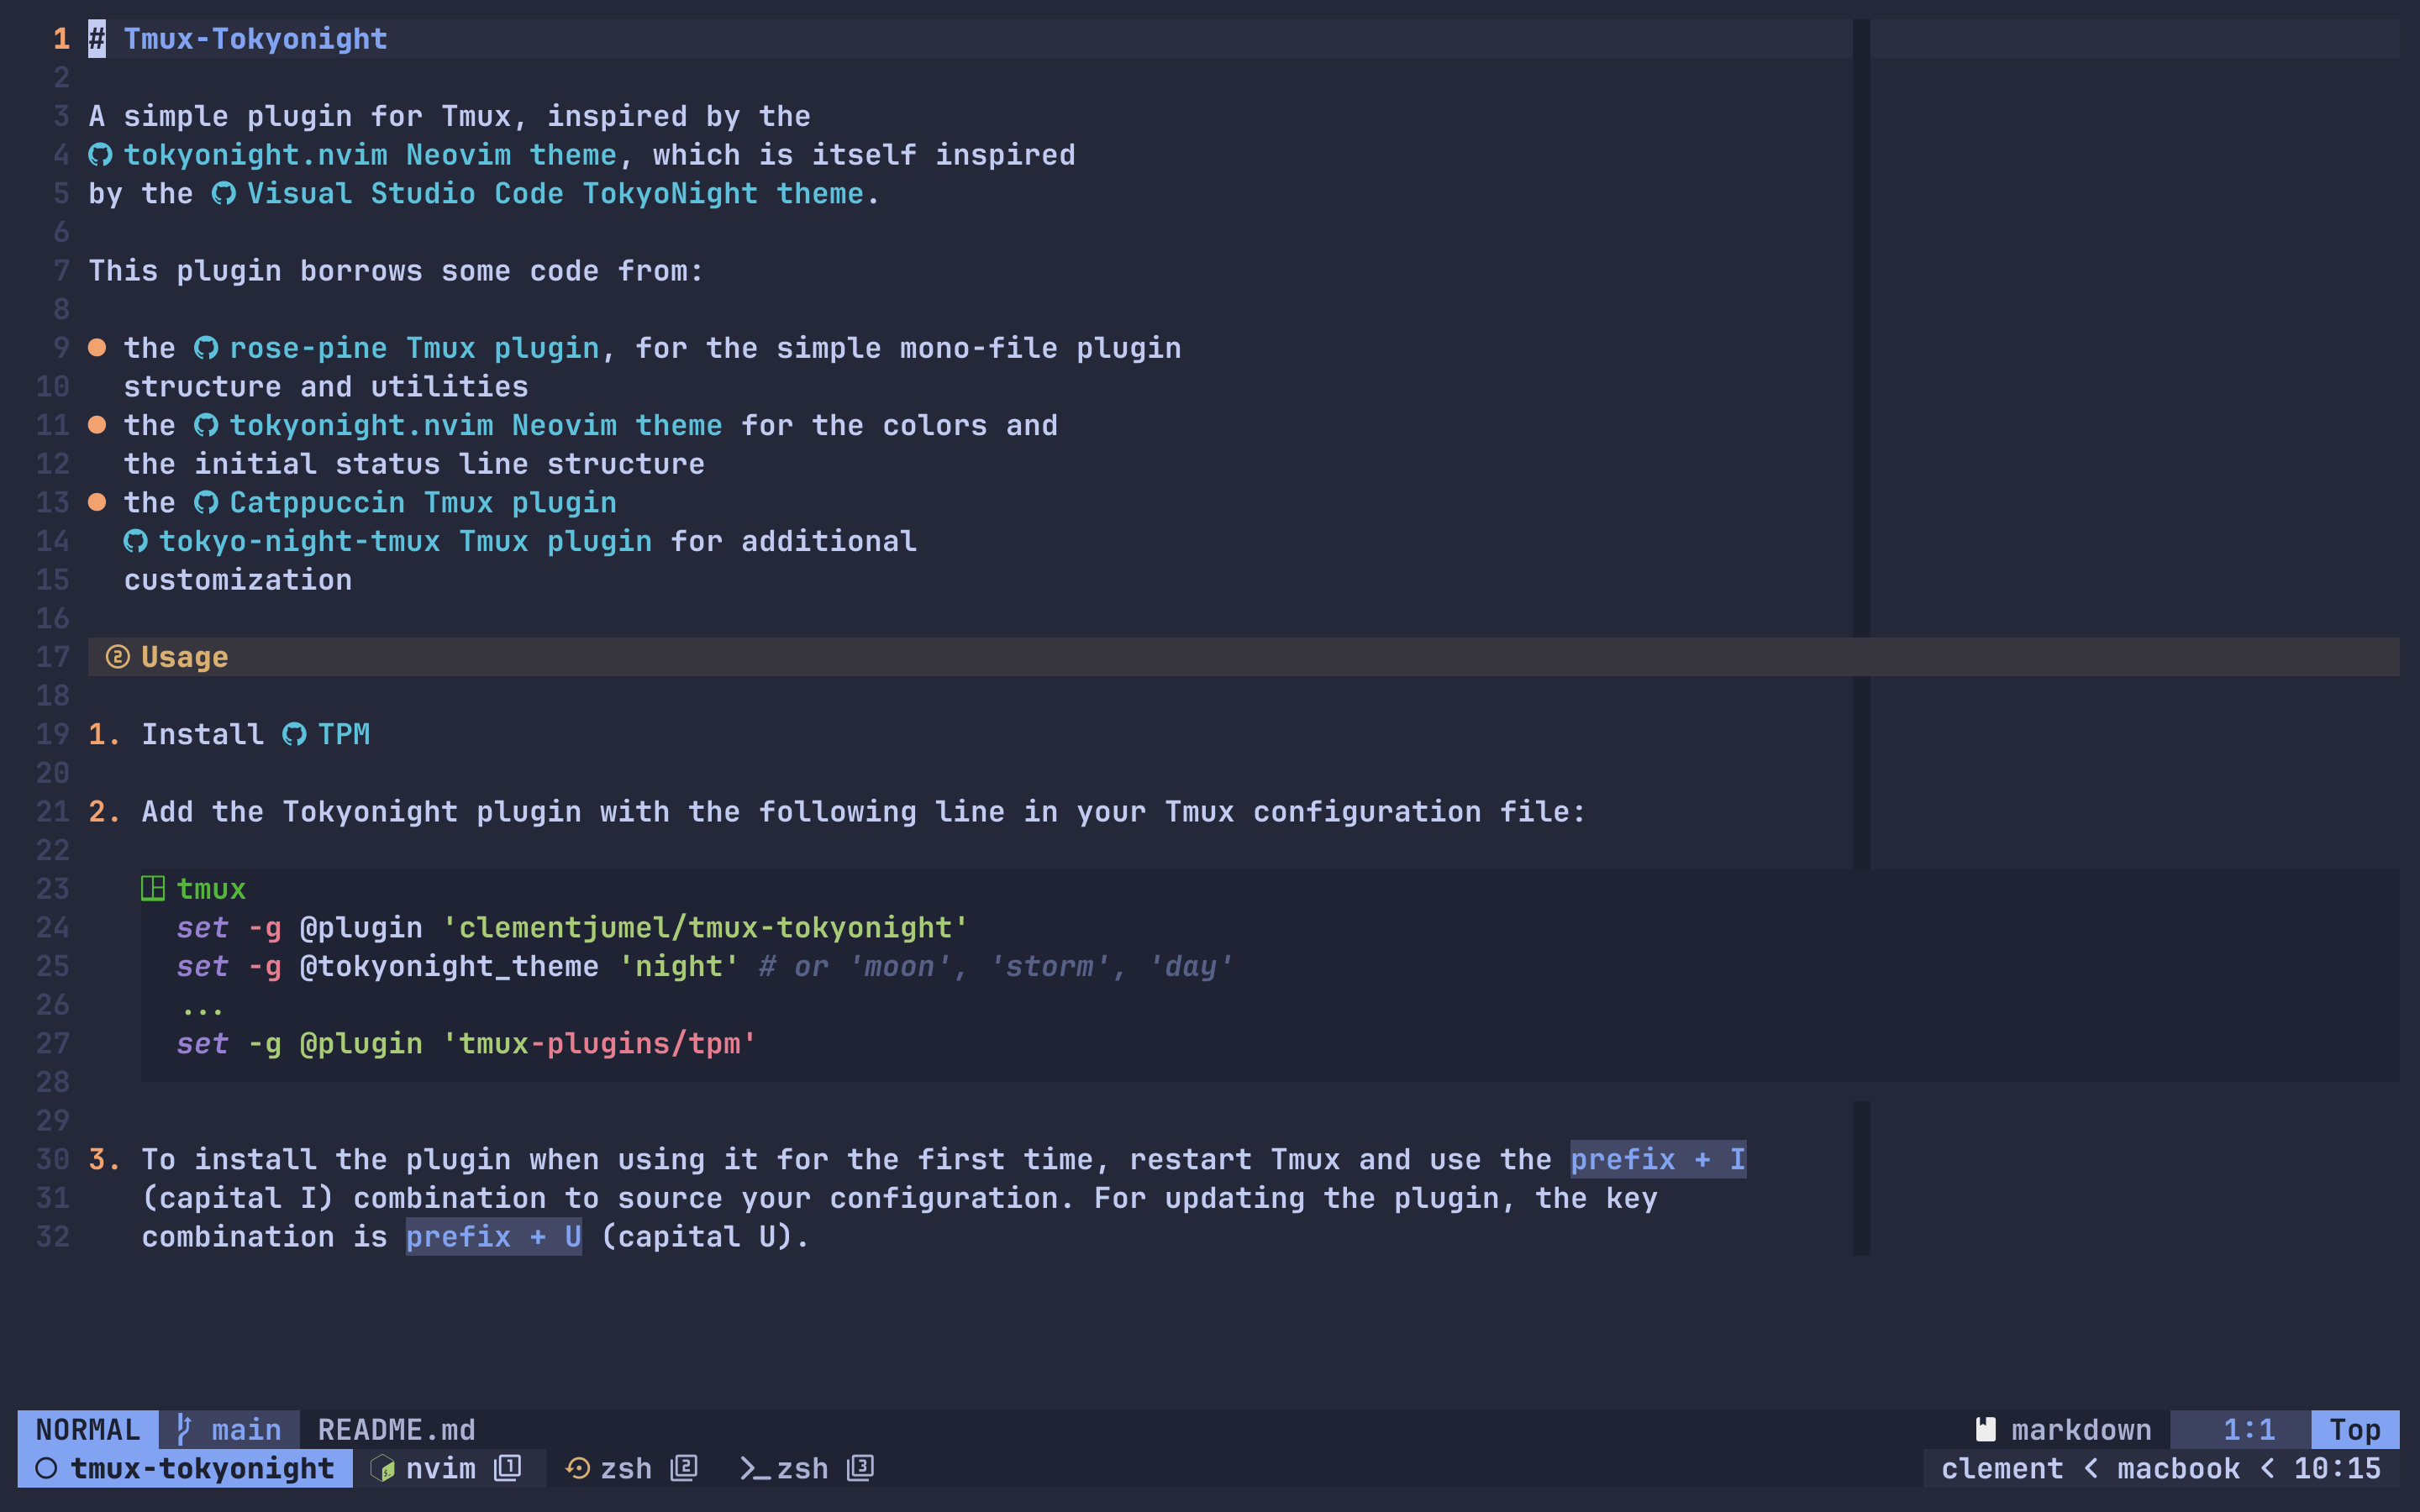 1 # Tmux-Tokyonight
2
3 A simple plugin for Tmux, inspired by the
4 tokyonight.nvim Neovim theme, which is itself inspired
5 by the Visual Studio Code TokyoNight theme.
6
7 This plugin borrows some code from:
8
9 ● the rose-pine Tmux plugin, for the simple mono-file plugin
10 structure and utilities
11 ● the tokyonight.nvim Neovim theme for the colors and
12 the initial status line structure
13 ● the Catppuccin Tmux plugin
14 tokyo-night-tmux Tmux plugin for additional
15 customization
16
17 ② Usage
18
19 1. Install TPM
20
21 2. Add the Tokyonight plugin with the following line in your Tmux configuration file:
22
23 tmux
24 set -g @plugin 'clementjumel/tmux-tokyonight'
25 set -g @tokyonight_theme 'night' # or 'moon', 'storm', 'day'
26 ...
27 set -g @plugin 'tmux-plugins/tpm'
28
29
30 3. To install the plugin when using it for the first time, restart Tmux and use the prefix + I
31 (capital I) combination to source your configuration. For updating the plugin, the key
32 combination is prefix + U (capital U).
NORMAL main README.md markdown 1:1 Top
tmux-tokyonight nvim 1 zsh 2 >_zsh 3 clement < macbook < 10:15